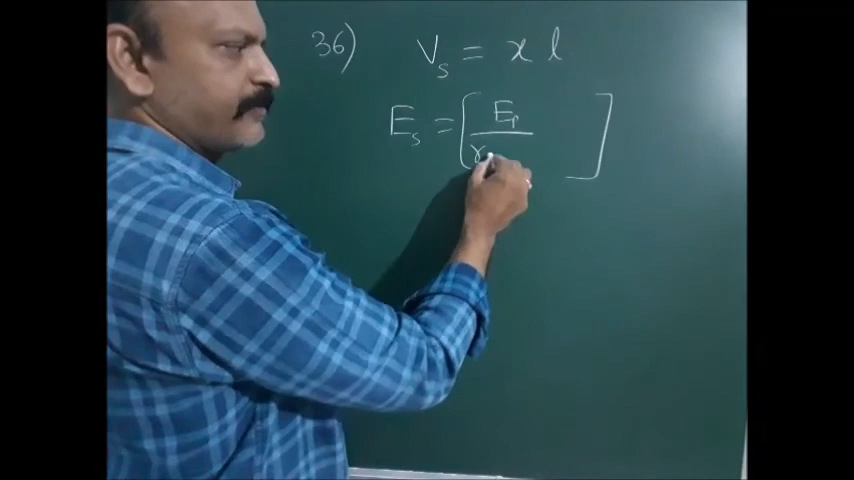 36) Vₛ = x l
Eₛ = [ Eₚ / r ]